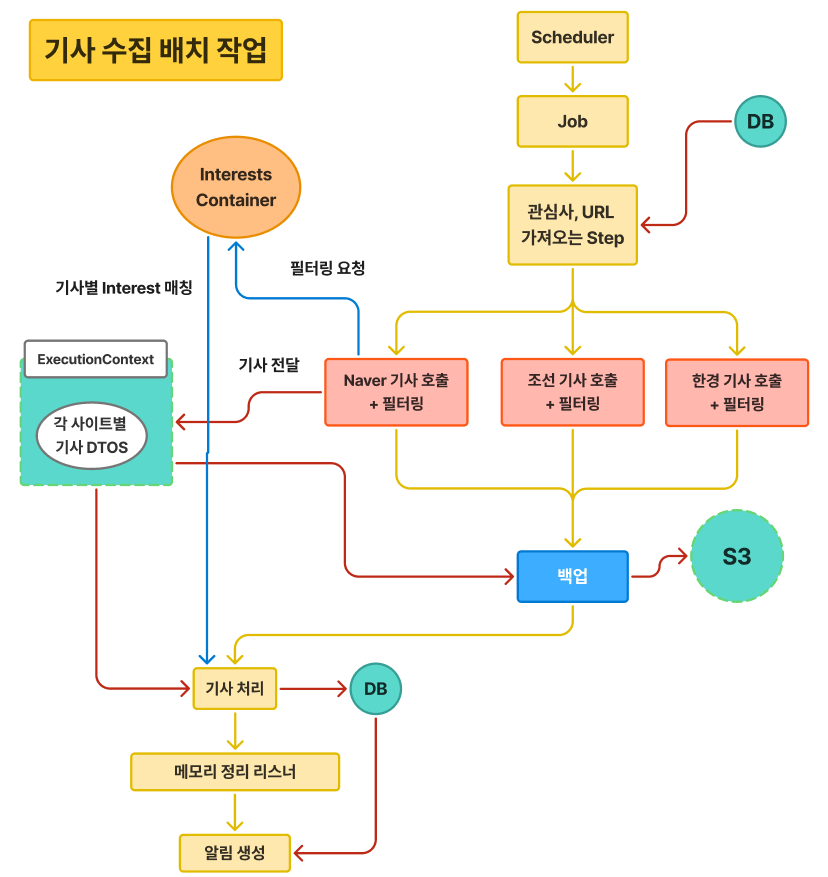 기사 수집 배치 작업
Scheduler
Job
DB
Interests
Container
관심사, URL
가져오는 Step
필터링 요청
기사별 Interest 매칭
ExecutionContext
기사 전달
각 사이트별
기사 DTOS
Naver 기사 호출
+ 필터링
조선 기사 호출
+ 필터링
한경 기사 호출
+ 필터링
백업
S3
기사 처리
DB
메모리 정리 리스너
알림 생성